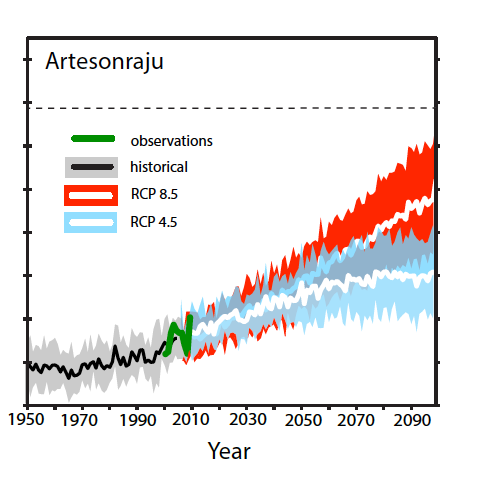 Artesonraju
observations
historical
RCP 8.5
RCP 4.5
1950 1970 1990 2010 2030 2050 2070 2090
Year